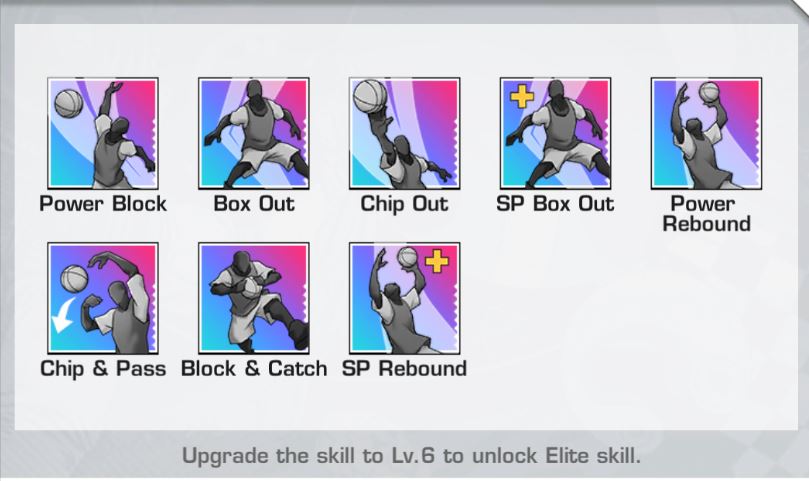 Power Block
Box Out
Chip Out
SP Box Out
Power
Rebound
Chip & Pass
Block & Catch
SP Rebound
Upgrade the skill to Lv.6 to unlock Elite skill.